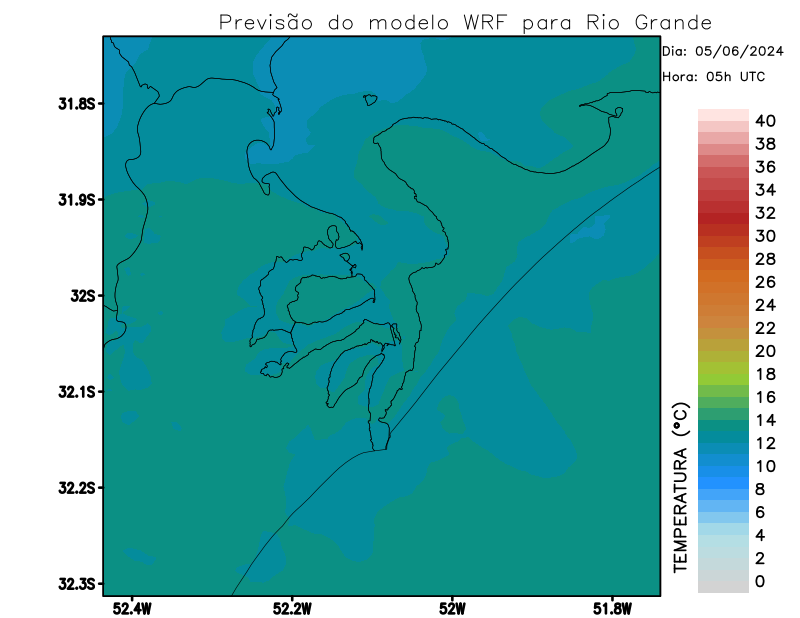 Previsão do modelo WRF para Rio Grande
Dia: 05/06/2024
Hora: 05h UTC
31.8S
31.9S
32S
32.1S
32.2S
32.3S
52.4W
52.2W
52W
51.8W
TEMPERATURA (°C)
40
38
36
34
32
30
28
26
24
22
20
18
14
12
10
8
6
4
2
0